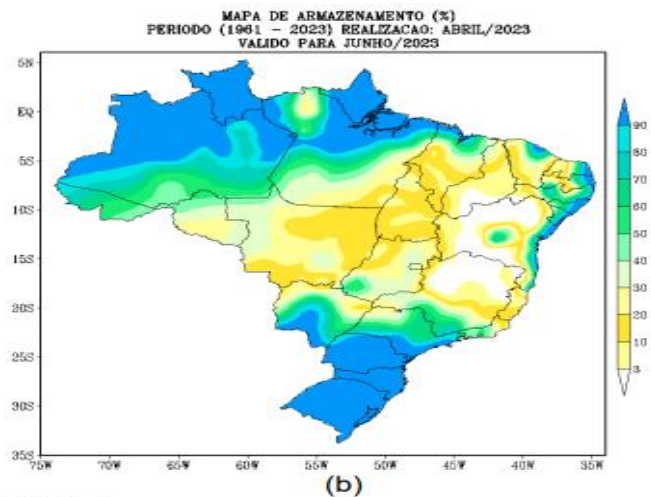 MAPA DE ARMAZENAMENTO (%)
PERIODO (1961 - 2023) REALIZACAO: ABRIL/2023
VALIDO PARA JUNHO/2023
5N
EQ
5S
10S
15S
20S
25S
30S
35S
75W 70W 65W 60W 55W 50W 45W 40W 35W
90
80
70
60
50
40
30
20
10
3
(b)